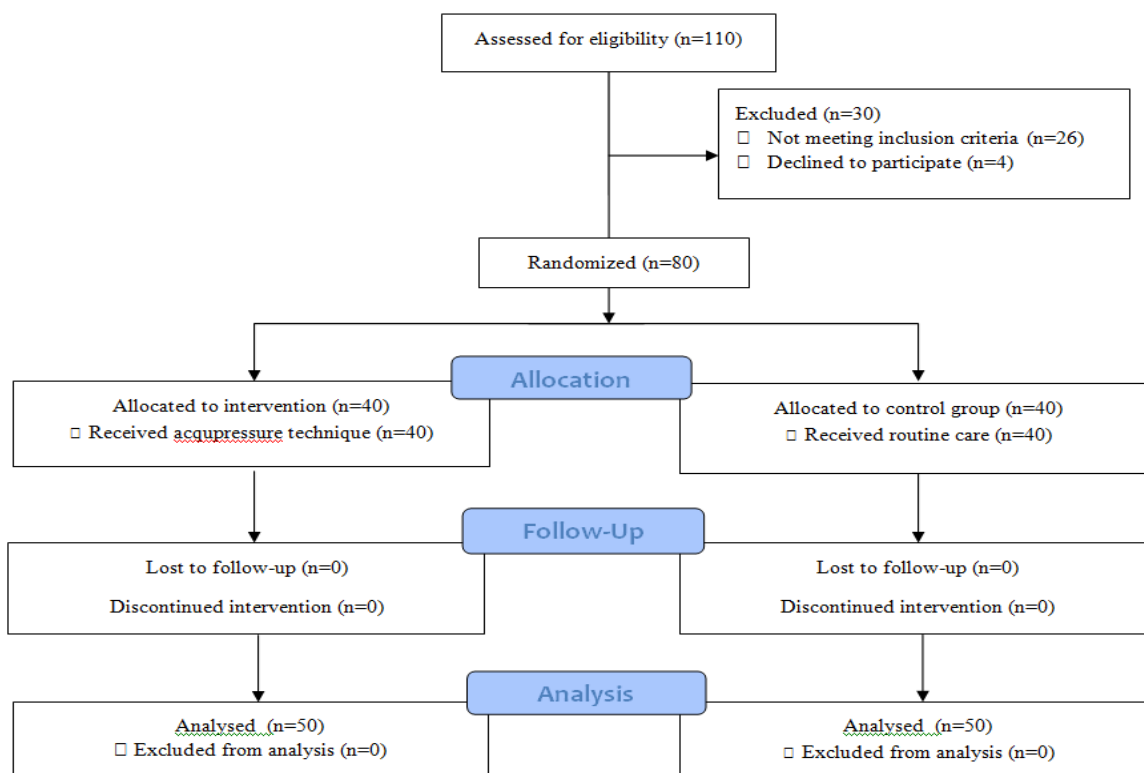 Assessed for eligibility (n=110)
Excluded (n=30)
□ Not meeting inclusion criteria (n=26)
□ Declined to participate (n=4)
Randomized (n=80)
Allocation
Allocated to intervention (n=40)
□ Received acqupressure technique (n=40)
Allocated to control group (n=40)
□ Received routine care (n=40)
Follow-Up
Lost to follow-up (n=0)
Discontinued intervention (n=0)
Lost to follow-up (n=0)
Discontinued intervention (n=0)
Analysis
Analysed (n=50)
□ Excluded from analysis (n=0)
Analysed (n=50)
□ Excluded from analysis (n=0)